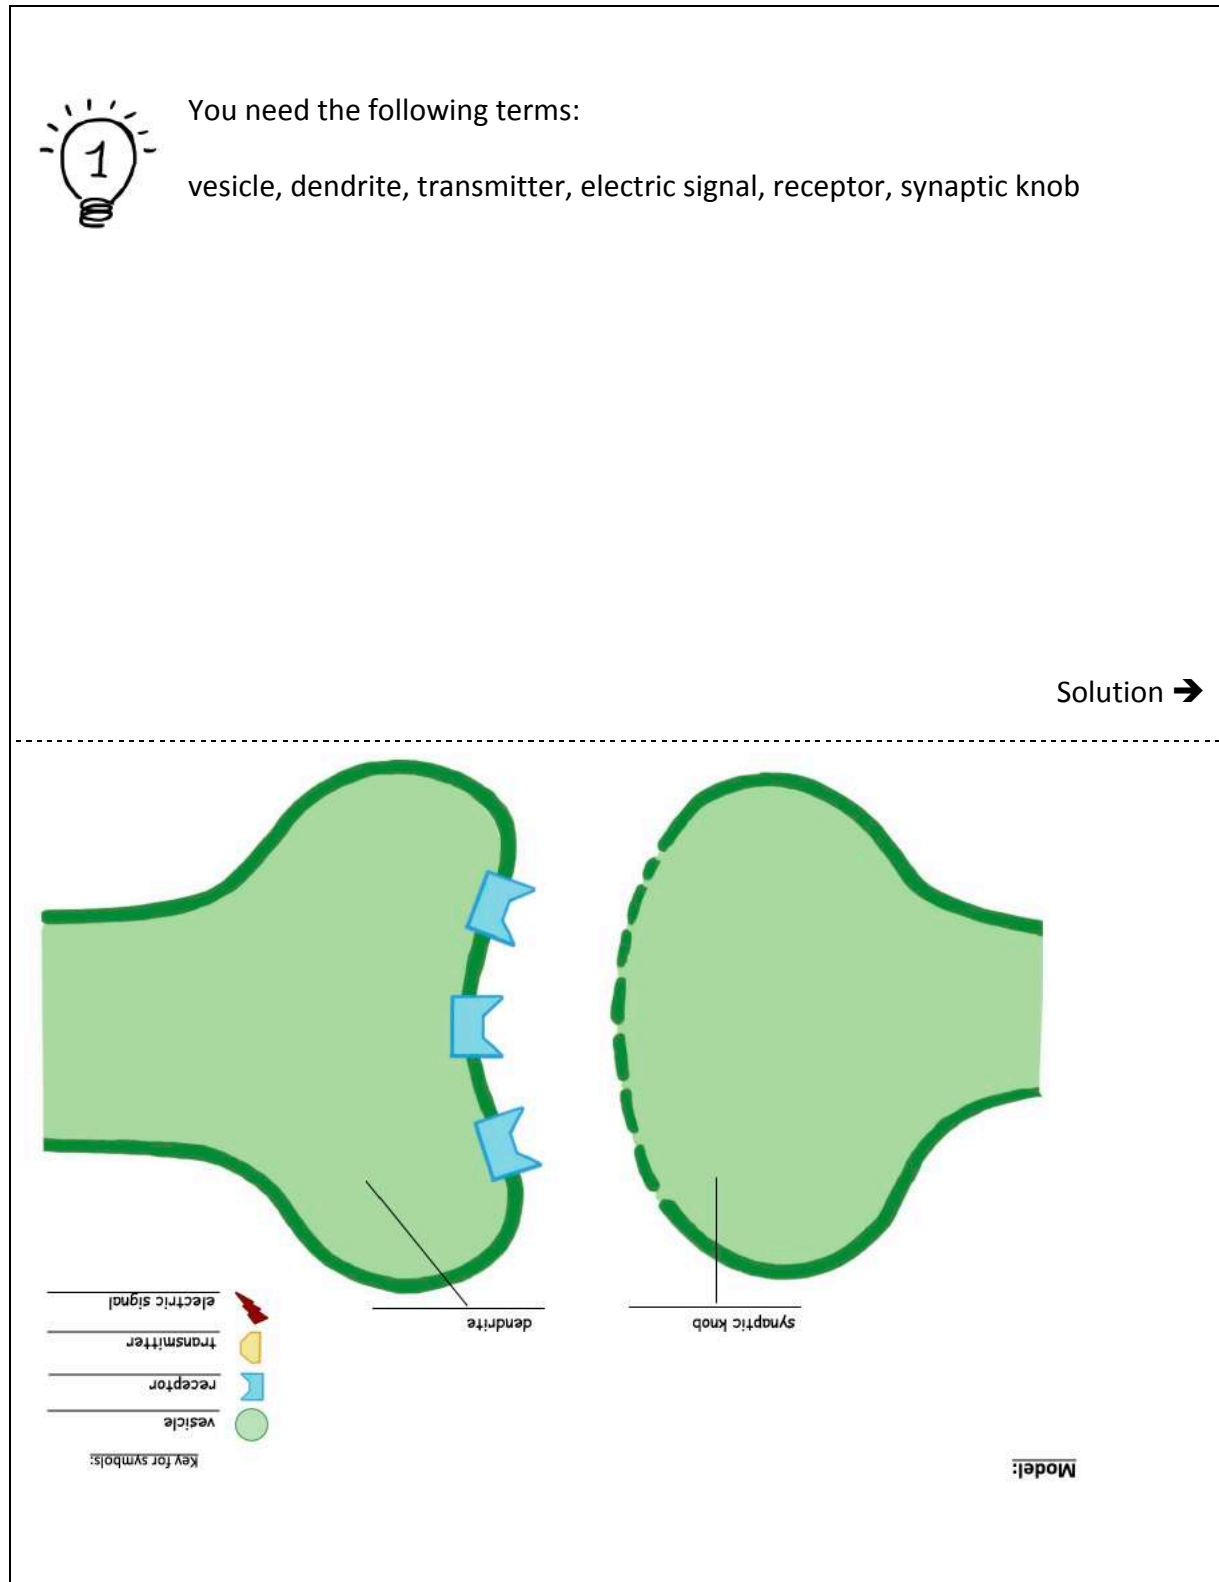 1
You need the following terms:
vesicle, dendrite, transmitter, electric signal, receptor, synaptic knob
Solution ➔
Model:
Key for symbols:
vesicle
receptor
transmitter
electric signal
synaptic knob
dendrite